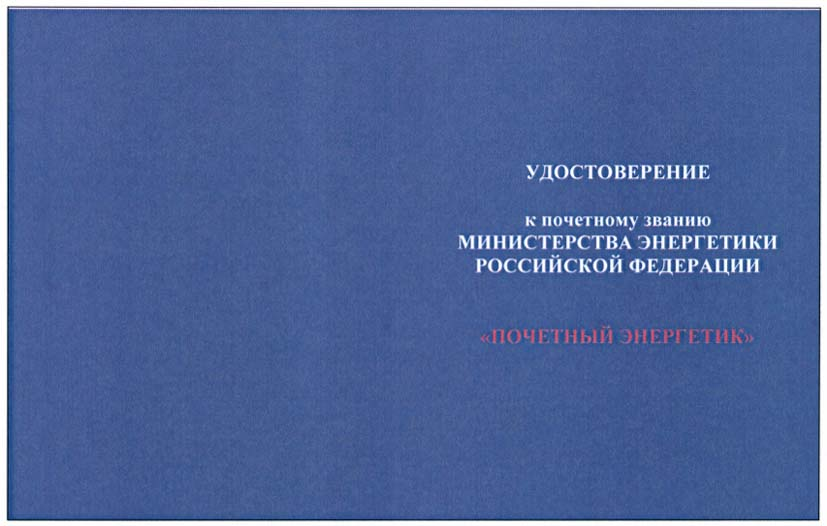 УДОСТОВЕРЕНИЕ
к почетному званию
МИНИСТЕРСТВА ЭНЕРГЕТИКИ
РОССИЙСКОЙ ФЕДЕРАЦИИ
«ПОЧЕТНЫЙ ЭНЕРГЕТИК»